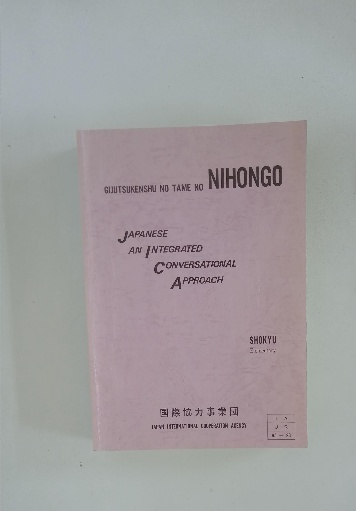 GIJUTSUKENSHU NO TAME NO NIHONGO
JAPANESE
AN INTEGRATED
CONVERSATIONAL
APPROACH
SHOKYU
国際協力事業団
JAPAN INTERNATIONAL COOPERATION AGENCY